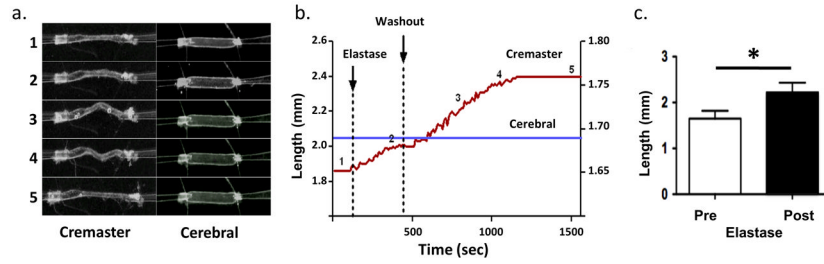 a.
1
2
3
4
5
Cremaster
Cerebral
b.
Washout
Elastase
Length (mm)
2.6
2.4
2.2
2.0
1.8
1.80
1.75
1.70
1.65
Cremaster
Cerebral
1
2
3
4
5
0
500
1000
1500
Time (sec)
c.
*
Length (mm)
3
2
1
0
Pre
Post
Elastase